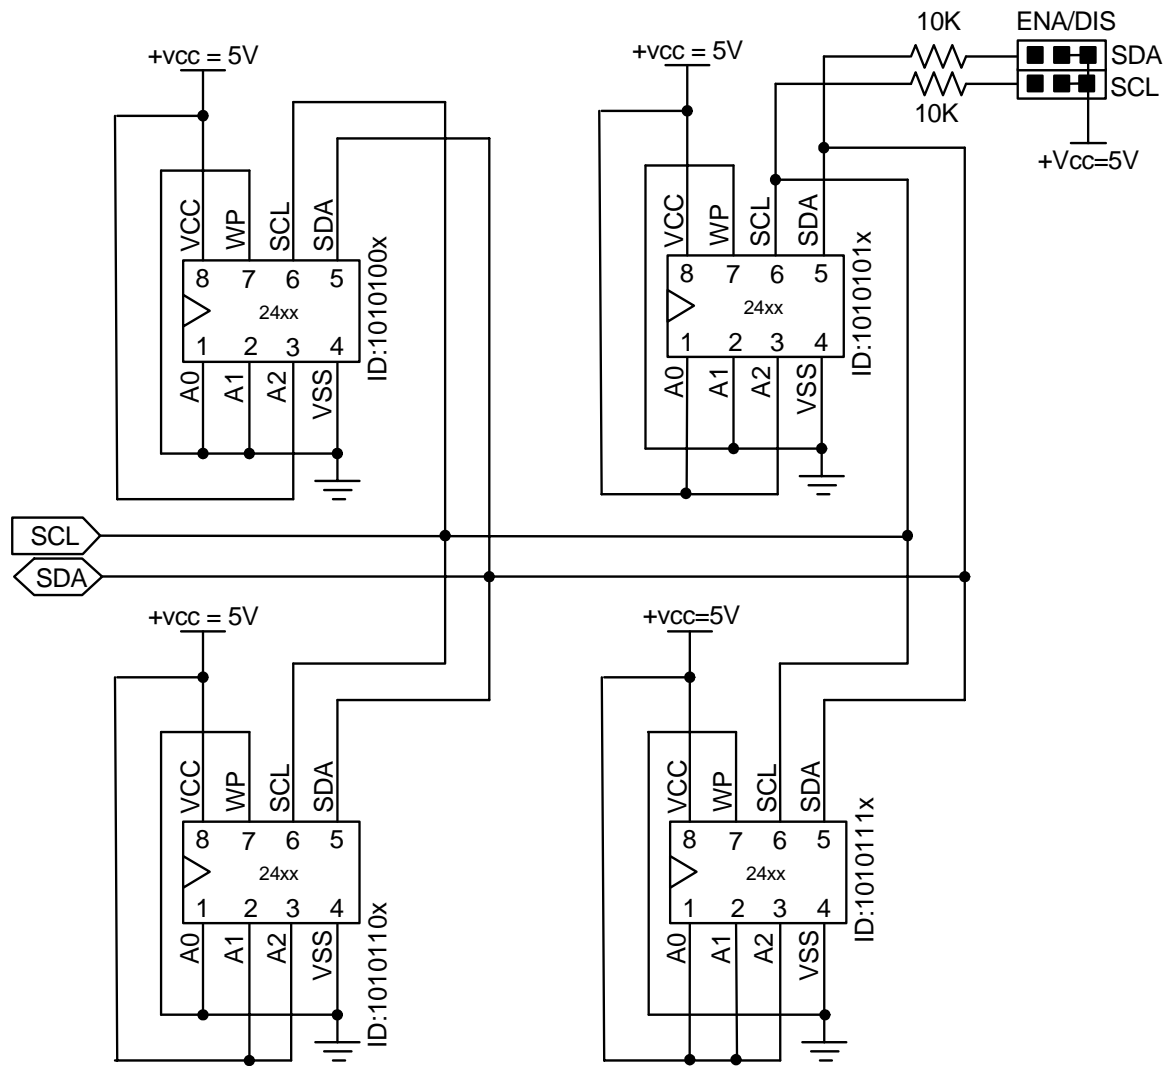 10K ENA/DIS
+vcc = 5V
+vcc = 5V
SDA
SCL
10K
+Vcc=5V
VCC WP SCL SDA
8 7 6 5
24xx
1 2 3 4
A0 A1 A2 VSS
ID:1010100x
VCC WP SCL SDA
8 7 6 5
24xx
1 2 3 4
A0 A1 A2 VSS
ID:1010101x
SCL
SDA
+vcc = 5V
+vcc=5V
VCC WP SCL SDA
8 7 6 5
24xx
1 2 3 4
A0 A1 A2 VSS
ID:1010110x
VCC WP SCL SDA
8 7 6 5
24xx
1 2 3 4
A0 A1 A2 VSS
ID:1010111x